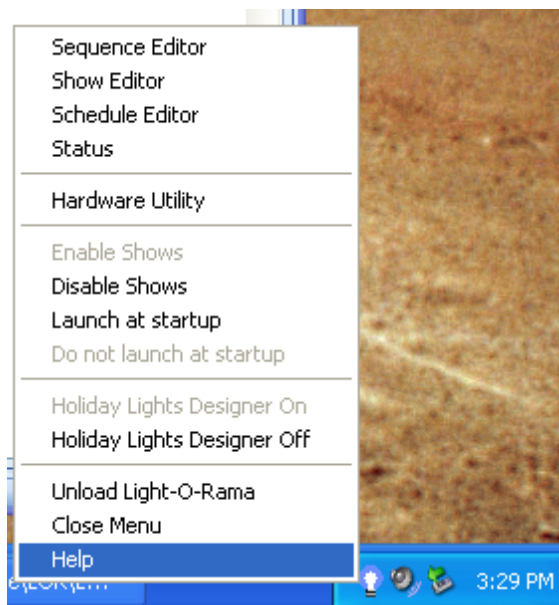 Sequence Editor
Show Editor
Schedule Editor
Status
Hardware Utility
Enable Shows
Disable Shows
Launch at startup
Do not launch at startup
Holiday Lights Designer On
Holiday Lights Designer Off
Unload Light-O-Rama
Close Menu
Help
3:29 PM